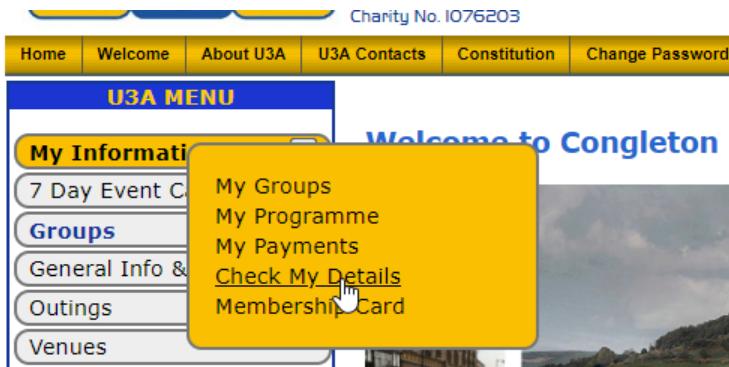 Charity No. 1076203
Home Welcome About U3A U3A Contacts Constitution Change Password
U3A MENU
Welcome to Congleton
My Informati
My Groups
7 Day Event C
My Programme
Groups
My Payments
General Info &
Check My Details
Outings
Membership Card
Venues